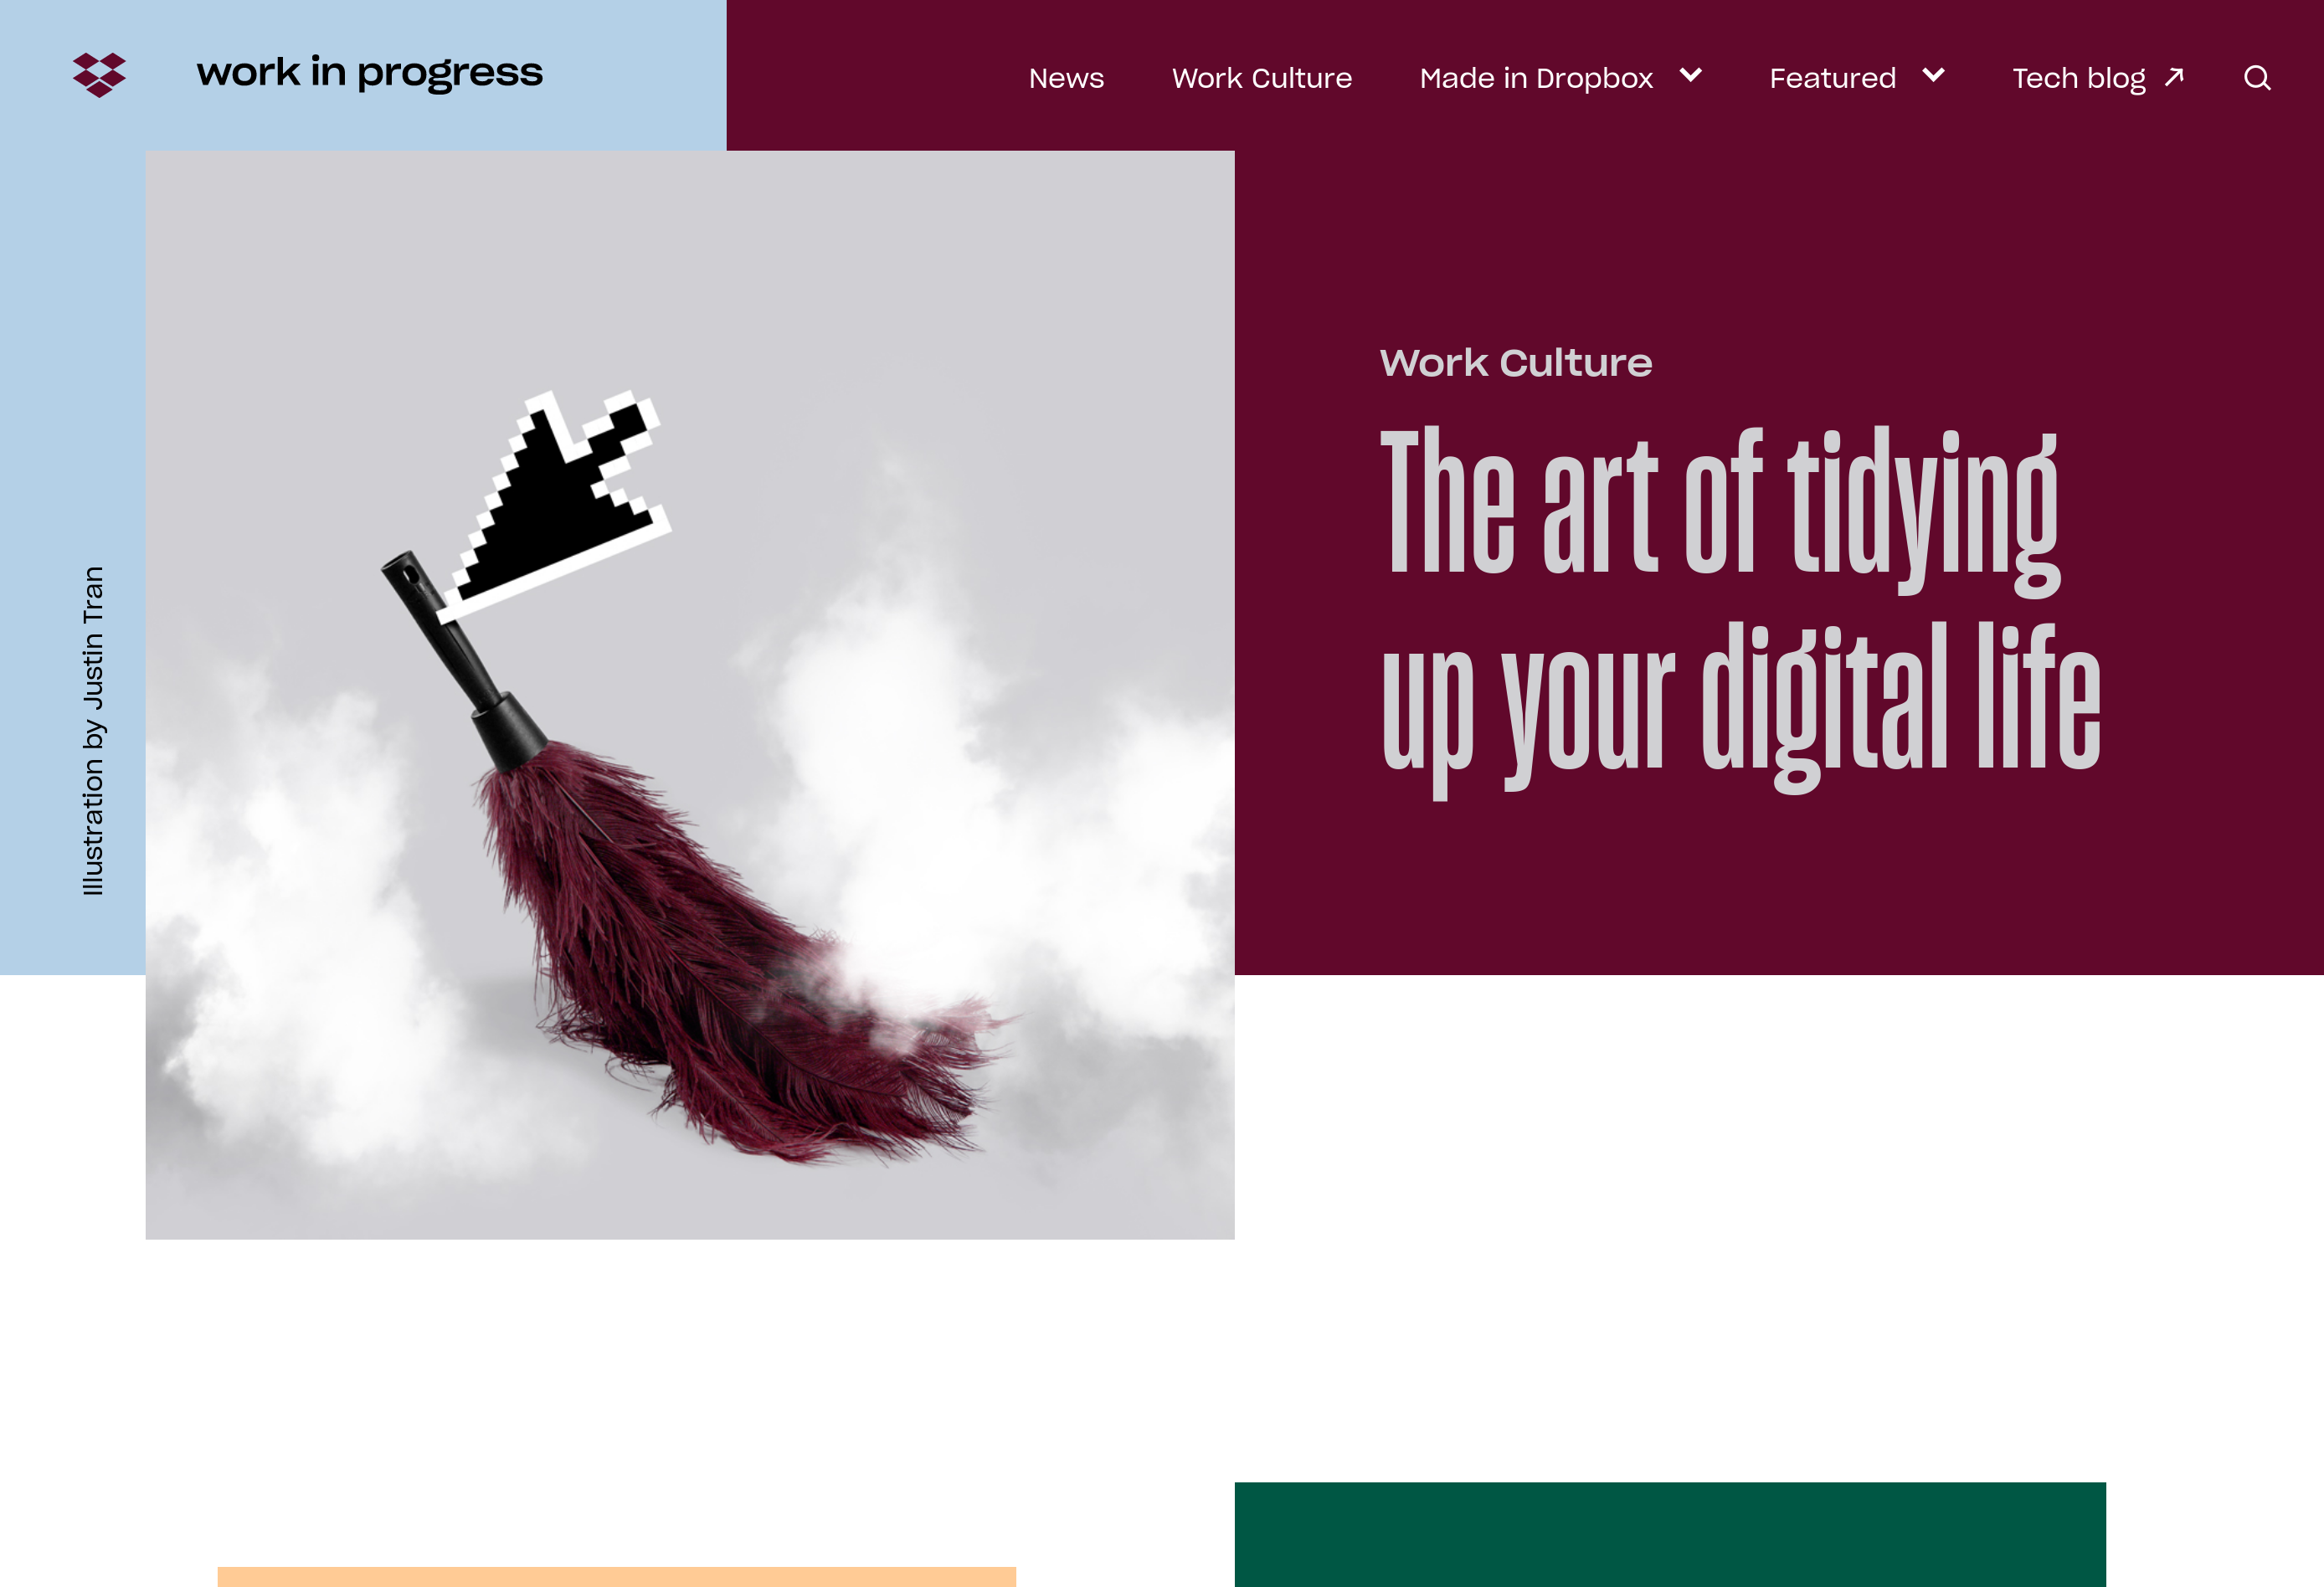 work in progress
News
Work Culture
Made in Dropbox
Featured
Tech blog
Illustration by Justin Tran
Work Culture
The art of tidying
up your digital life